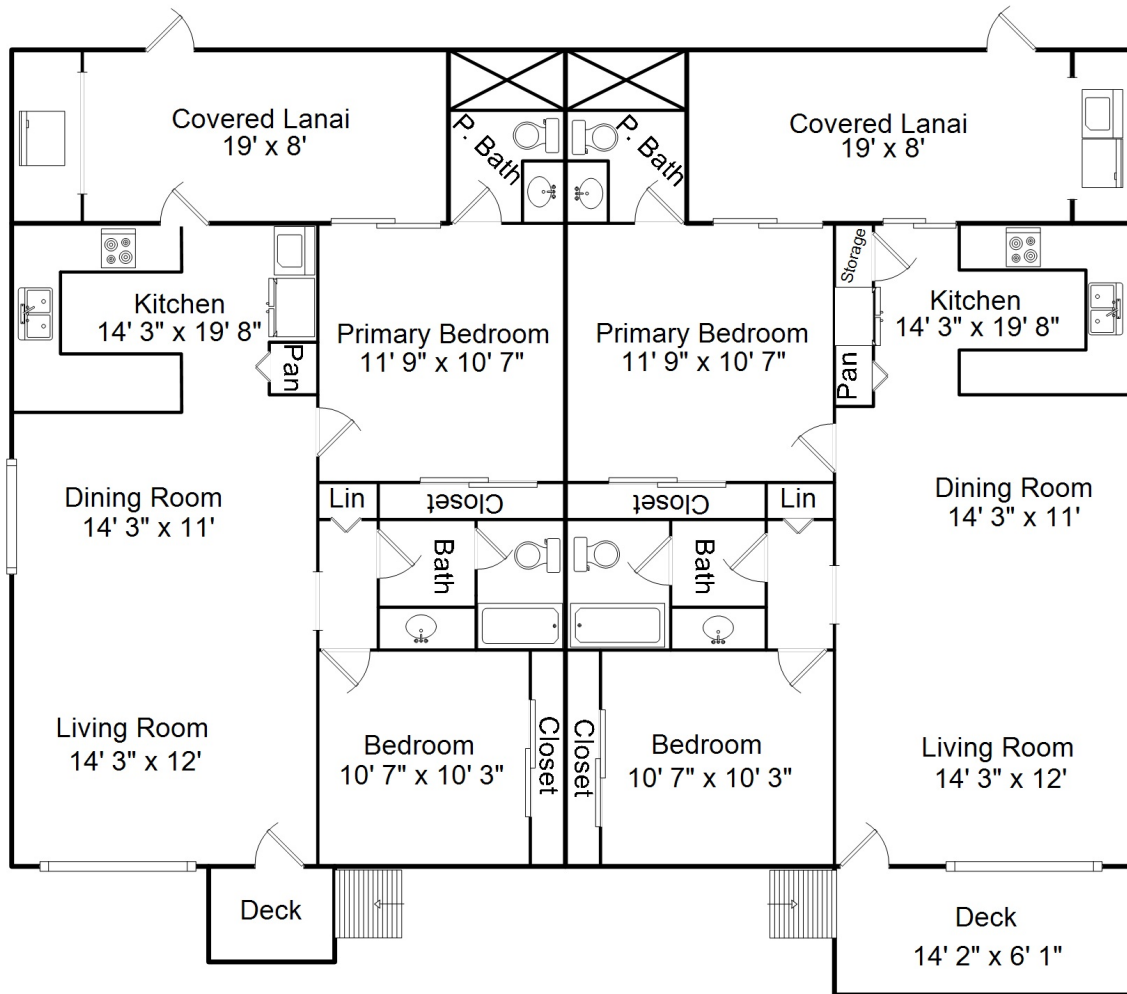 Covered Lanai
19' x 8'
P. Bath
P. Bath
Covered Lanai
19' x 8'
Kitchen
14' 3" x 19' 8"
Pan
Primary Bedroom
11' 9" x 10' 7"
Primary Bedroom
11' 9" x 10' 7"
Storage
Pan
Kitchen
14' 3" x 19' 8"
Dining Room
14' 3" x 11'
Lin
Closet
Closet
Lin
Dining Room
14' 3" x 11'
Bath
Bath
Living Room
14' 3" x 12'
Bedroom
10' 7" x 10' 3"
Closet
Closet
Bedroom
10' 7" x 10' 3"
Living Room
14' 3" x 12'
Deck
Deck
14' 2" x 6' 1"